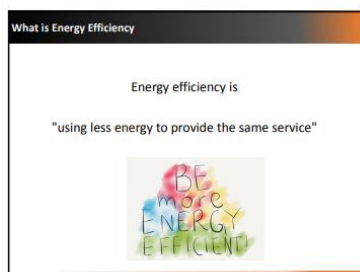 What is Energy Efficiency
Energy efficiency is
"using less energy to provide the same service"
BE
more
ENERGY
EFFICIENT!